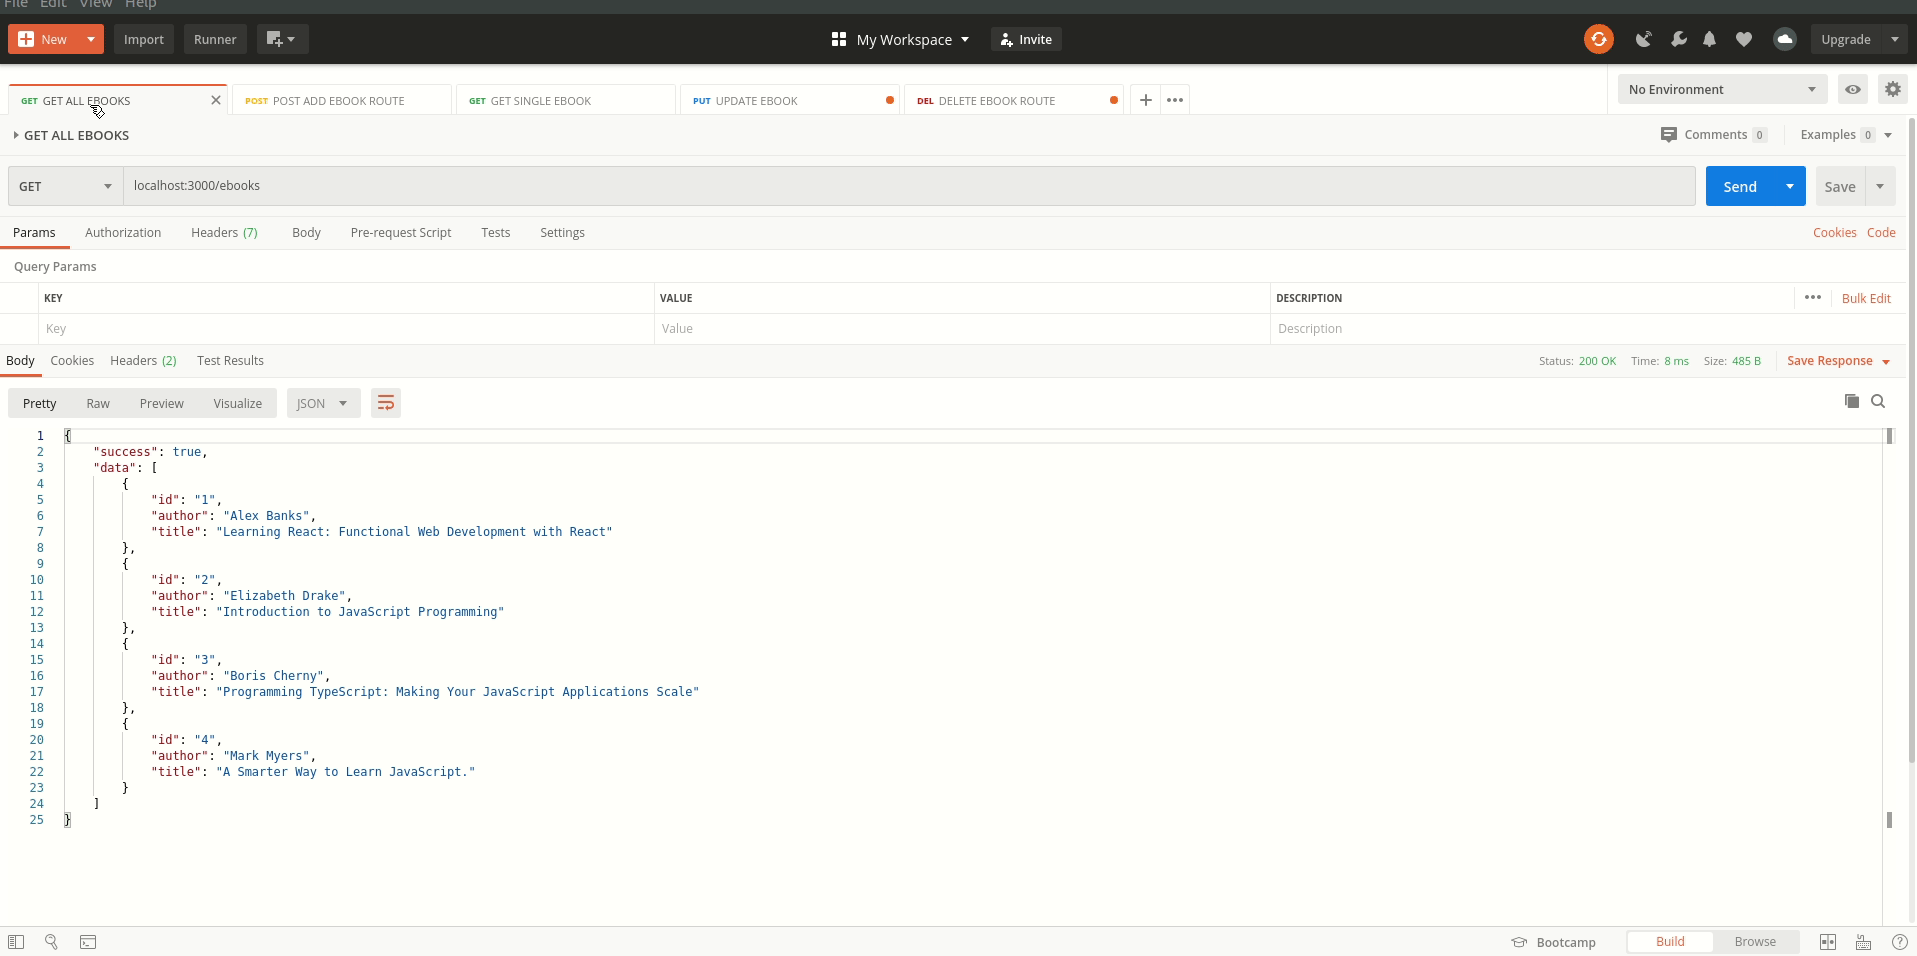 File Edit View Help
New Import Runner My Workspace Invite Upgrade
GET GET ALL EBOOKS POST POST ADD EBOOK ROUTE GET GET SINGLE EBOOK PUT UPDATE EBOOK DEL DELETE EBOOK ROUTE No Environment
GET ALL EBOOKS Comments 0 Examples 0
GET localhost:3000/ebooks Send Save
Params Authorization Headers (7) Body Pre-request Script Tests Settings Cookies Code
Query Params
KEY VALUE DESCRIPTION Bulk Edit
Key Value Description
Body Cookies Headers (2) Test Results Status: 200 OK Time: 8 ms Size: 485 B Save Response
Pretty Raw Preview Visualize JSON
1 {
2 "success": true,
3 "data": [
4 {
5 "id": "1",
6 "author": "Alex Banks",
7 "title": "Learning React: Functional Web Development with React"
8 },
9 {
10 "id": "2",
11 "author": "Elizabeth Drake",
12 "title": "Introduction to JavaScript Programming"
13 },
14 {
15 "id": "3",
16 "author": "Boris Cherny",
17 "title": "Programming TypeScript: Making Your JavaScript Applications Scale"
18 },
19 {
20 "id": "4",
21 "author": "Mark Myers",
22 "title": "A Smarter Way to Learn JavaScript."
23 }
24 ]
25 }
Bootcamp Build Browse